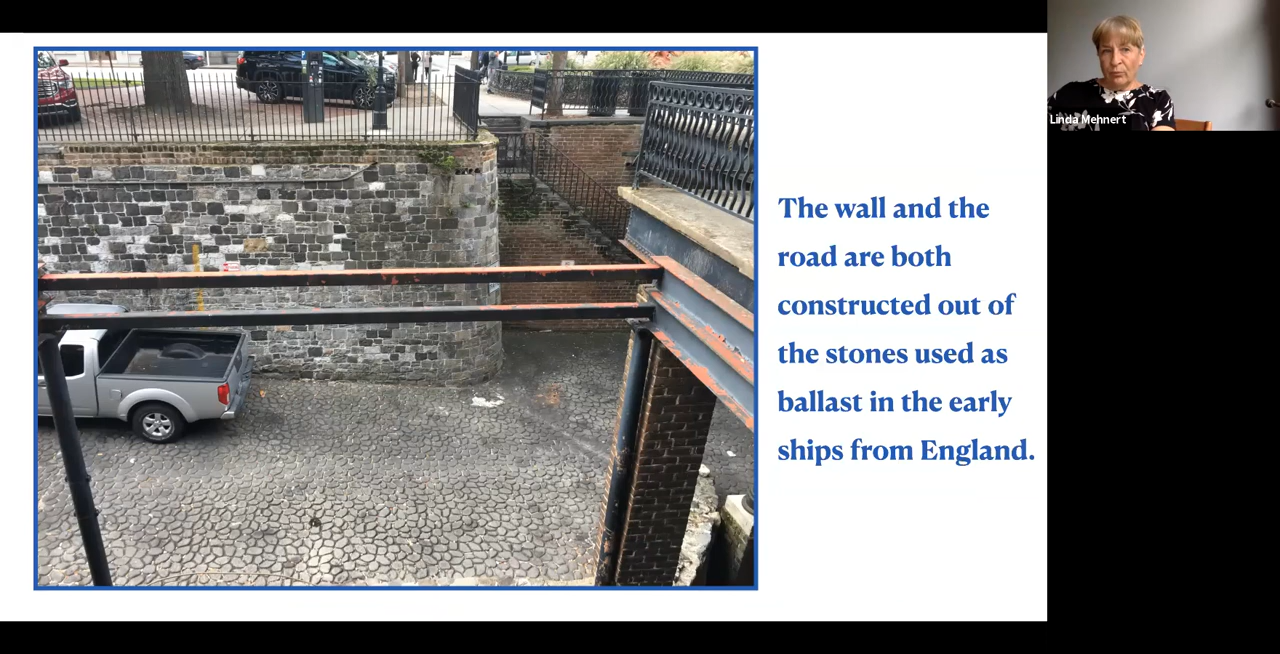 Linda Mehnert
The wall and the
road are both
constructed out of
the stones used as
ballast in the early
ships from England.